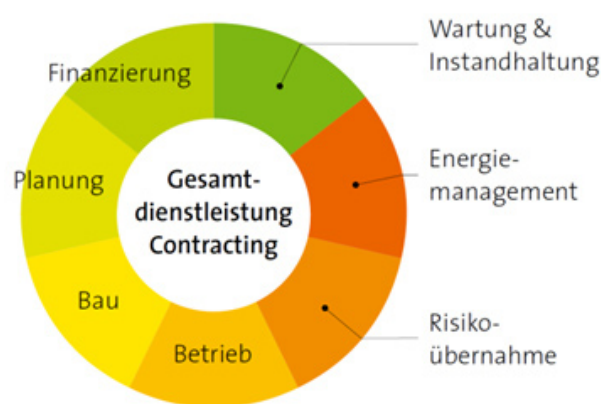 Wartung &
Instandhaltung
Finanzierung
Energie-
management
Planung
Gesamt-
dienstleistung
Contracting
Bau
Risiko-
übernahme
Betrieb